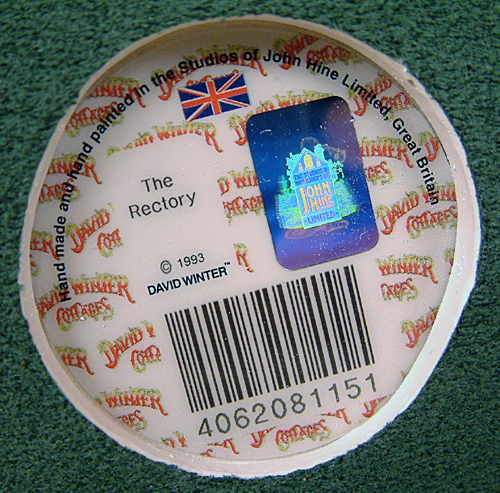 Hand made and hand painted in the Studios of John Hine Limited, Great Britain
The
Rectory
© 1993
DAVID WINTER™
JOHN
HINE
LIMITED
4062081151
DAVID WINTER
COTTAGES